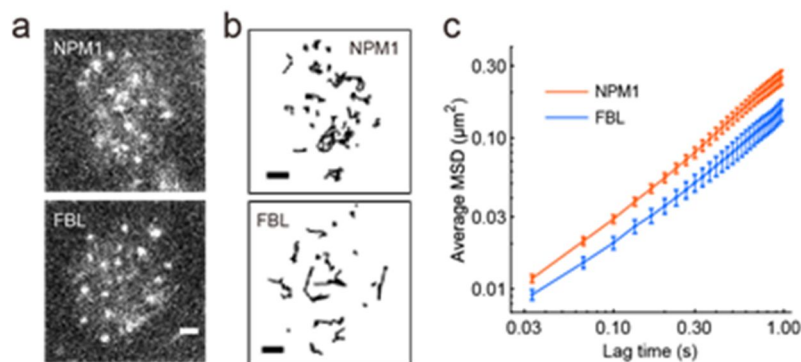 a
NPM1
FBL
b
NPM1
FBL
c
Average MSD (μm²)
0.30
0.10
0.03
0.01
NPM1
FBL
0.03 0.10 0.30 1.00
Lag time (s)